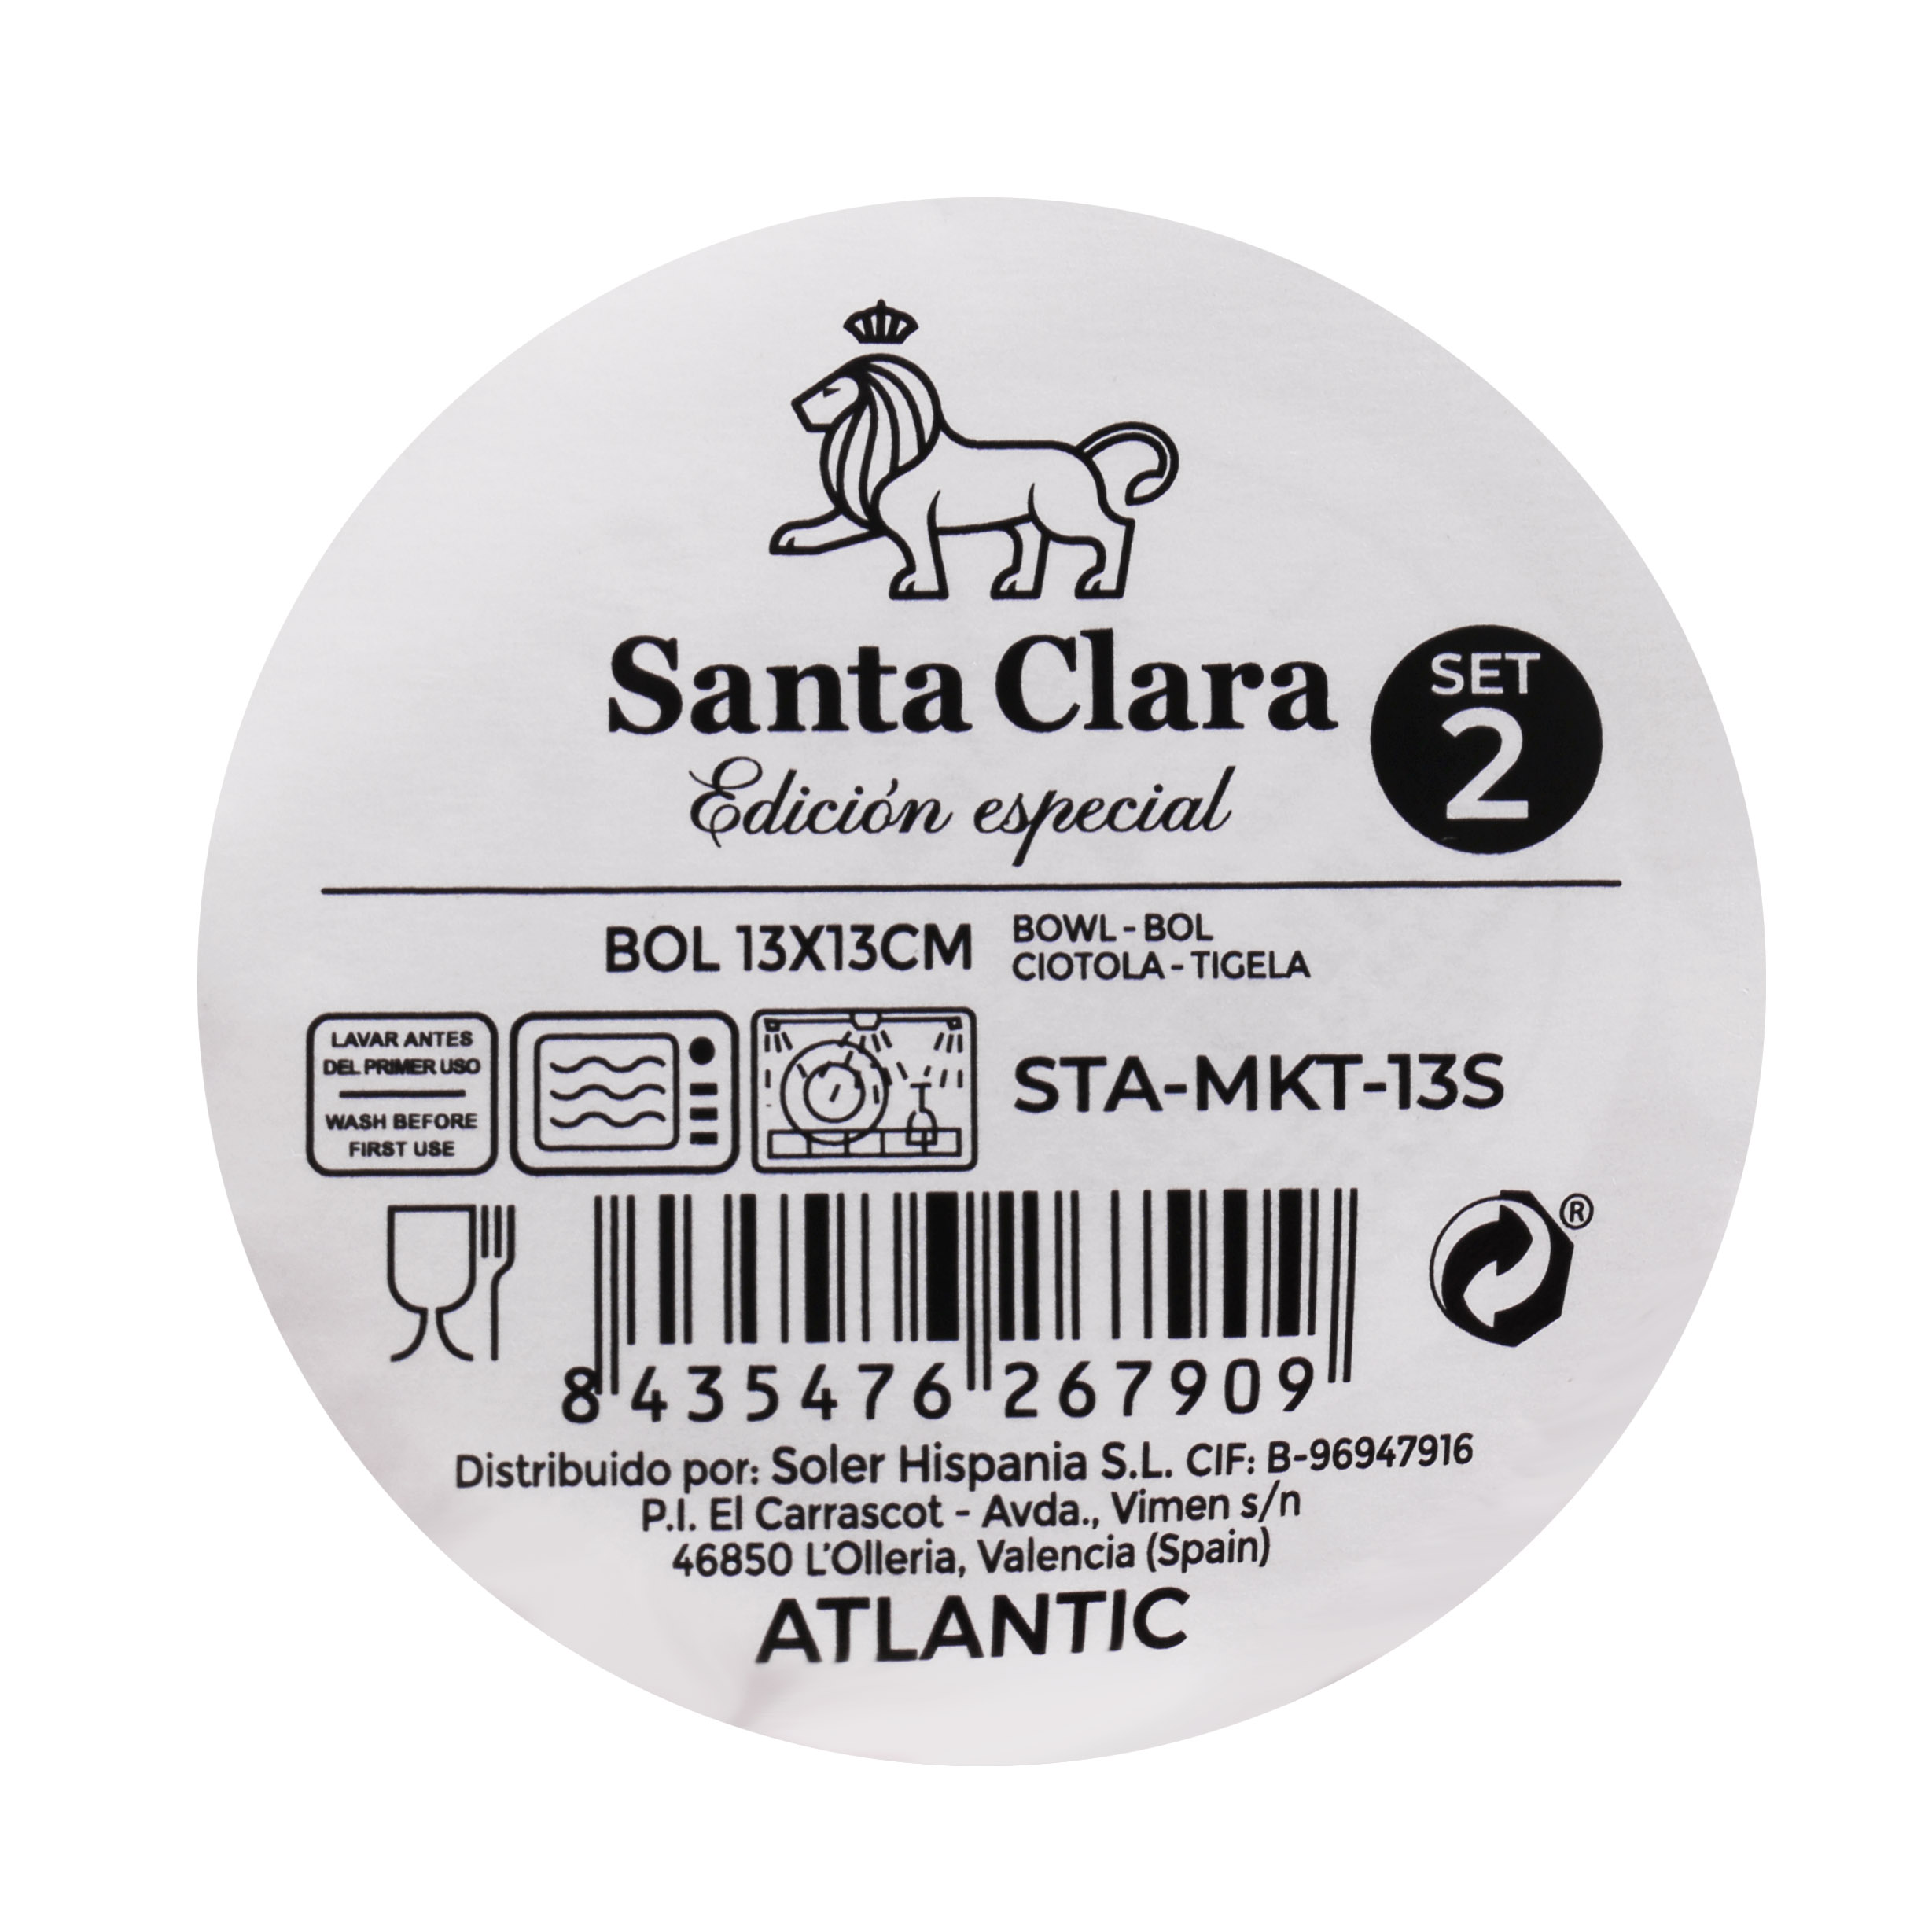 Santa Clara
Edición especial
SET
2
BOL 13X13CM
BOWL - BOL
CIOTOLA - TIGELA
LAVAR ANTES
DEL PRIMER USO
WASH BEFORE
FIRST USE
STA-MKT-13S
®
8 435476 267909
Distribuido por: Soler Hispania S.L. CIF: B-96947916
P.I. El Carrascot - Avda., Vimen s/n
46850 L'Olleria, Valencia (Spain)
ATLANTIC